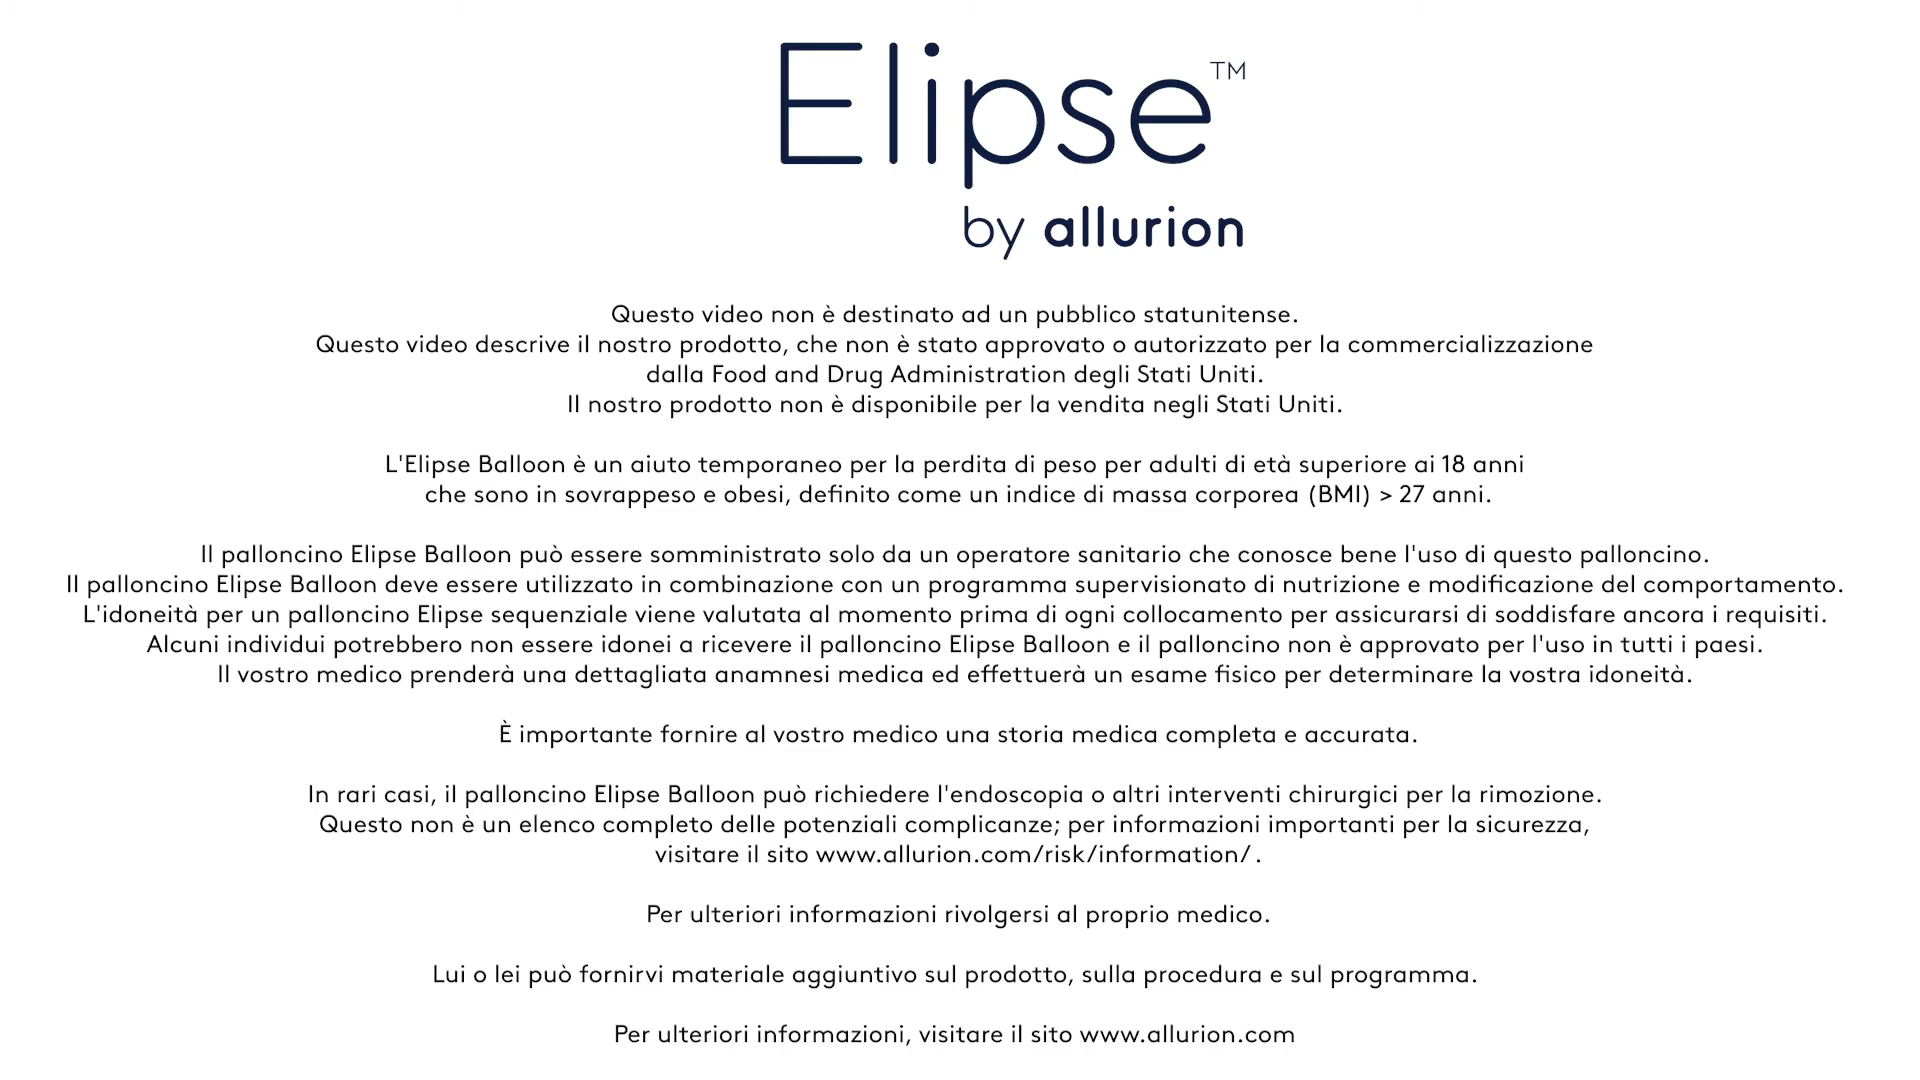 Elipse™
by allurion
Questo video non è destinato ad un pubblico statunitense.
Questo video descrive il nostro prodotto, che non è stato approvato o autorizzato per la commercializzazione
dalla Food and Drug Administration degli Stati Uniti.
Il nostro prodotto non è disponibile per la vendita negli Stati Uniti.
L'Elipse Balloon è un aiuto temporaneo per la perdita di peso per adulti di età superiore ai 18 anni
che sono in sovrappeso e obesi, definito come un indice di massa corporea (BMI) > 27 anni.
Il palloncino Elipse Balloon può essere somministrato solo da un operatore sanitario che conosce bene l'uso di questo palloncino.
Il palloncino Elipse Balloon deve essere utilizzato in combinazione con un programma supervisionato di nutrizione e modificazione del comportamento.
L'idoneità per un palloncino Elipse sequenziale viene valutata al momento prima di ogni collocamento per assicurarsi di soddisfare ancora i requisiti.
Alcuni individui potrebbero non essere idonei a ricevere il palloncino Elipse Balloon e il palloncino non è approvato per l'uso in tutti i paesi.
Il vostro medico prenderà una dettagliata anamnesi medica ed effettuerà un esame fisico per determinare la vostra idoneità.
È importante fornire al vostro medico una storia medica completa e accurata.
In rari casi, il palloncino Elipse Balloon può richiedere l'endoscopia o altri interventi chirurgici per la rimozione.
Questo non è un elenco completo delle potenziali complicanze; per informazioni importanti per la sicurezza,
visitare il sito www.allurion.com/risk/information/ .
Per ulteriori informazioni rivolgersi al proprio medico.
Lui o lei può fornirvi materiale aggiuntivo sul prodotto, sulla procedura e sul programma.
Per ulteriori informazioni, visitare il sito www.allurion.com